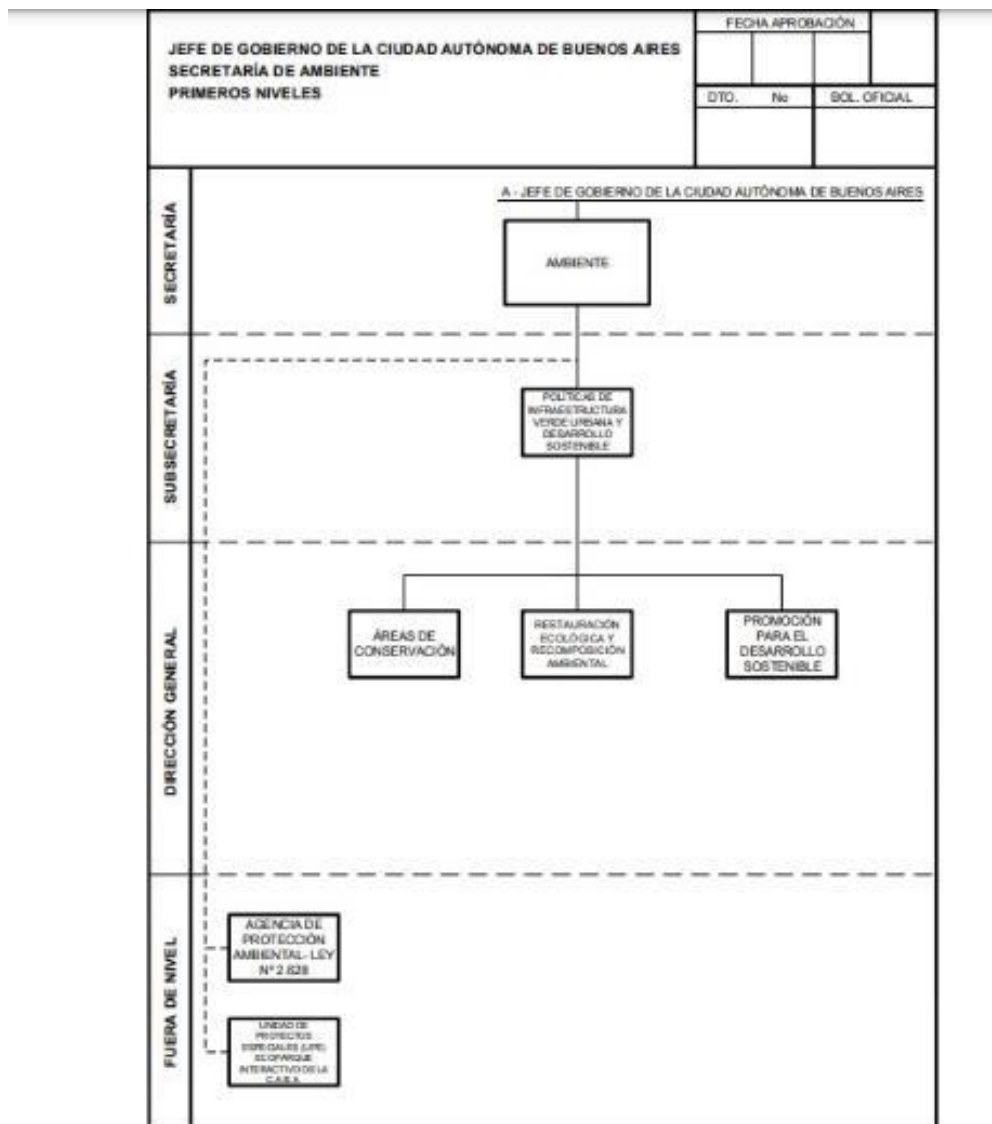 JEFE DE GOBIERNO DE LA CIUDAD AUTÓNOMA DE BUENOS AIRES
SECRETARÍA DE AMBIENTE
PRIMEROS NIVELES
FECHA APROBACIÓN
DTO. No BOL. OFICIAL
SECRETARÍA
A - JEFE DE GOBIERNO DE LA CIUDAD AUTÓNOMA DE BUENOS AIRES
AMBIENTE
SUBSECRETARÍA
POLÍTICAS DE
INFRAESTRUCTURA
VERDE URBANA Y
DESARROLLO
SOSTENIBLE
DIRECCIÓN GENERAL
ÁREAS DE
CONSERVACIÓN
RESTAURACIÓN
ECOLÓGICA Y
RECOMPOSICIÓN
AMBIENTAL
PROMOCIÓN
PARA EL
DESARROLLO
SOSTENIBLE
FUERA DE NIVEL
AGENCIA DE
PROTECCIÓN
AMBIENTAL- LEY
Nº 2.628
UNIDAD DE
PROYECTOS
ESPECIALES (UPE)
ECOPARQUE
INTERACTIVO DE LA
C.A.B.A.